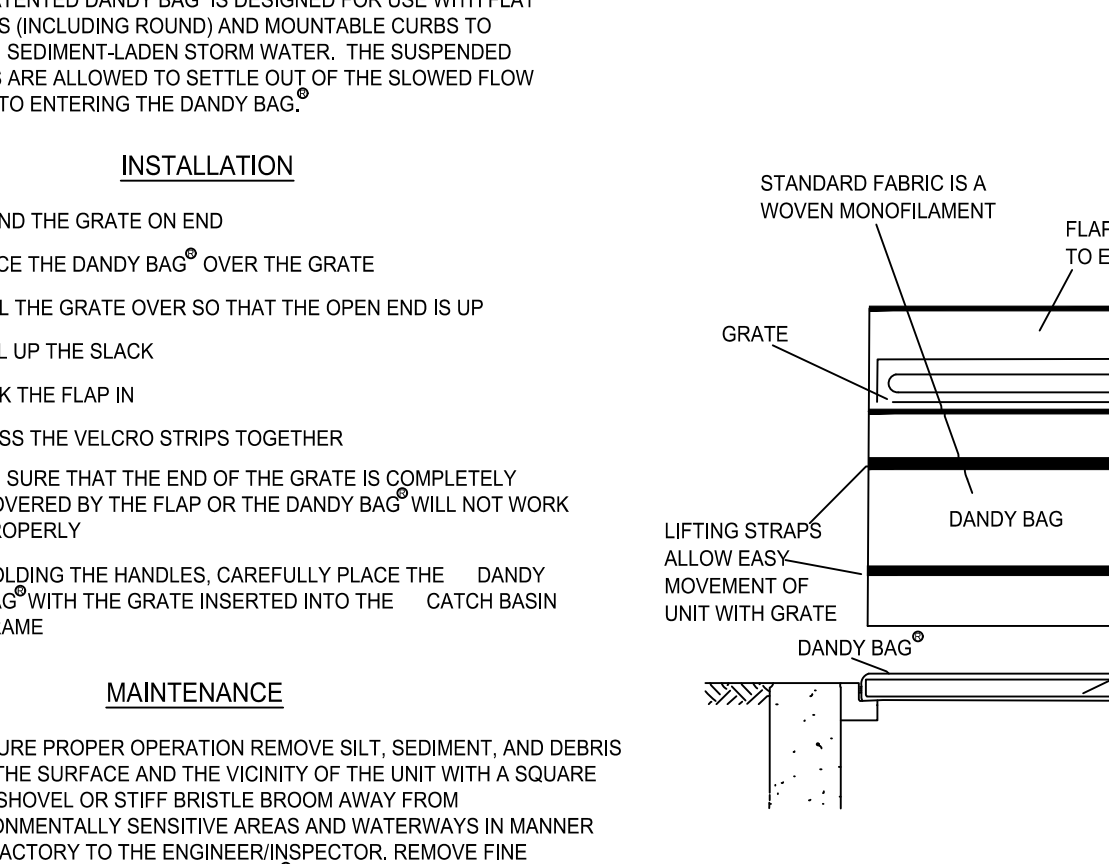 DANDY BAG® IS DESIGNED FOR USE WITH FLAT
(INCLUDING ROUND) AND MOUNTABLE CURBS TO
SEDIMENT-LADEN STORM WATER. THE SUSPENDED
ARE ALLOWED TO SETTLE OUT OF THE SLOWED FLOW
TO ENTERING THE DANDY BAG.®
INSTALLATION
ND THE GRATE ON END
CE THE DANDY BAG® OVER THE GRATE
L THE GRATE OVER SO THAT THE OPEN END IS UP
L UP THE SLACK
K THE FLAP IN
SS THE VELCRO STRIPS TOGETHER
SURE THAT THE END OF THE GRATE IS COMPLETELY
OVERED BY THE FLAP OR THE DANDY BAG® WILL NOT WORK
ROPERLY
OLDING THE HANDLES, CAREFULLY PLACE THE DANDY
AG® WITH THE GRATE INSERTED INTO THE CATCH BASIN
RAME
MAINTENANCE
URE PROPER OPERATION REMOVE SILT, SEDIMENT, AND DEBRIS
THE SURFACE AND THE VICINITY OF THE UNIT WITH A SQUARE
SHOVEL OR STIFF BRISTLE BROOM AWAY FROM
ONMENTALLY SENSITIVE AREAS AND WATERWAYS IN MANNER
ACTORY TO THE ENGINEER/INSPECTOR. REMOVE FINE
STANDARD FABRIC IS A
WOVEN MONOFILAMENT
FLAP
TO E
GRATE
DANDY BAG
LIFTING STRAPS
ALLOW EASY
MOVEMENT OF
UNIT WITH GRATE
DANDY BAG®